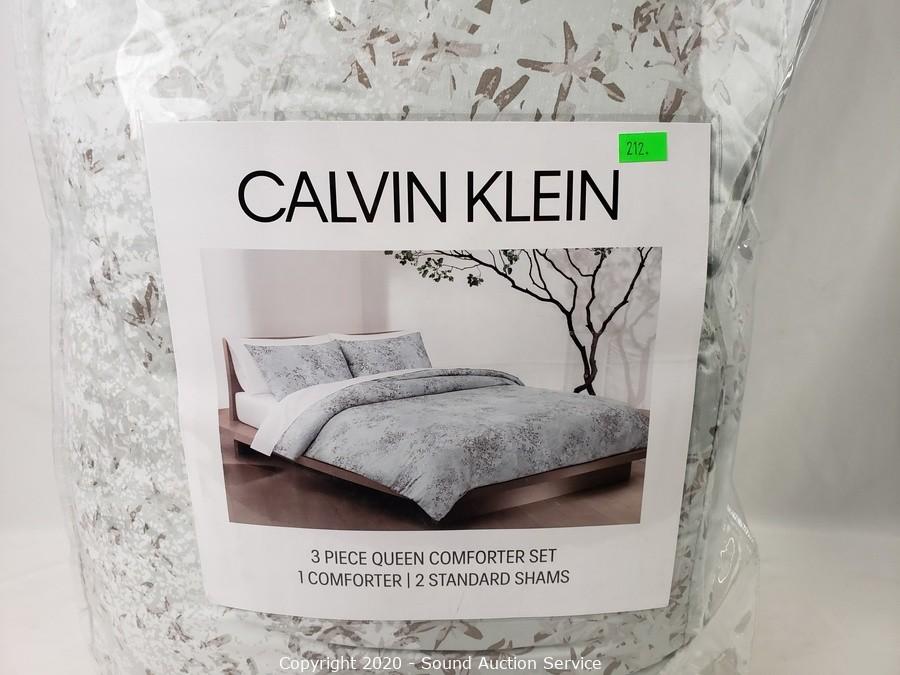 212.
CALVIN KLEIN
3 PIECE QUEEN COMFORTER SET
1 COMFORTER | 2 STANDARD SHAMS
Copyright 2020 - Sound Auction Service